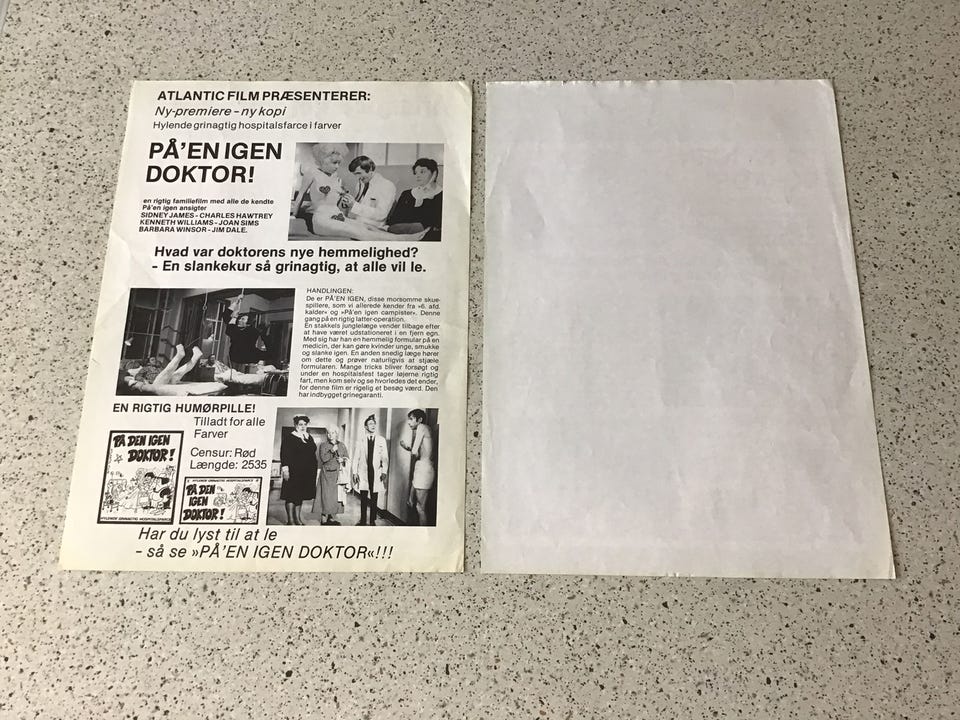 ATLANTIC FILM PRÆSENTERER:
Ny-premiere - ny kopi
Hylende grinagtig hospitalsfarce i farver
PÅ'EN IGEN
DOKTOR!
en rigtig familiefilm med alle de kendte
På'en igen ansigter
SIDNEY JAMES - CHARLES HAWTREY
KENNETH WILLIAMS - JOAN SIMS
BARBARA WINSOR - JIM DALE.
Hvad var doktorens nye hemmelighed?
- En slankekur så grinagtig, at alle vil le.
HANDLINGEN:
De er PÅ'EN IGEN, disse morsomme skue-
spillere, som vi allerede kender fra »6. afd.
kalder« og »På'en igen campister«. Denne
gang på en rigtig latter-operation.
En stakkels junglelæge vender tilbage efter
at have været udstationeret i en fjern egn.
Med sig har han en hemmelig formular på en
medicin, der kan gøre kvinder unge, smukke
og slanke igen. En anden snedig læge hører
om dette og prøver naturligvis at stjæle
formularen. Mange tricks bliver forsøgt og
under en hospitalsfest tager løjerne rigtig
fart, men kom selv og se hvorledes det ender,
for denne film er rigelig et besøg værd. Den
har indbygget grinegaranti.
EN RIGTIG HUMØRPILLE!
Tilladt for alle
Farver
Censur: Rød
Længde: 2535
PÅ DEN IGEN
DOKTOR!
HYLENDE GRINAGTIG HOSPITALSFARCE
HYLENDE GRINAGTIG HOSPITALSFARCE
PÅ DEN
IGEN
DOKTOR!
Har du lyst til at le
- så se »PÅ'EN IGEN DOKTOR«!!!